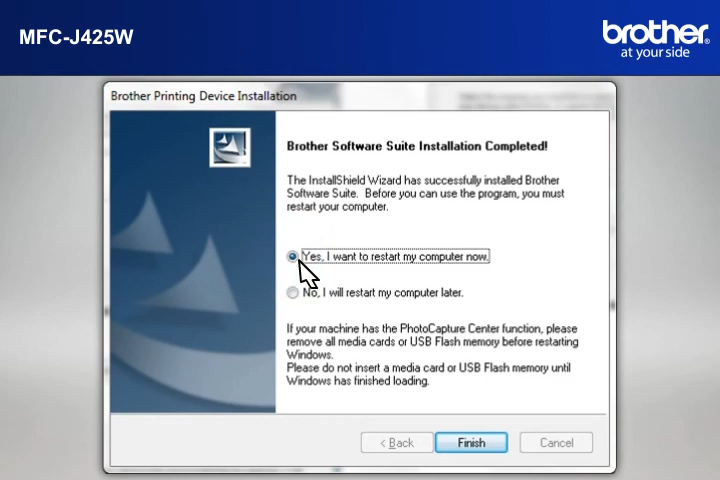 MFC-J425W
brother
at your side
Brother Printing Device Installation
Brother Software Suite Installation Completed!
The InstallShield Wizard has successfully installed Brother
Software Suite. Before you can use the program, you must
restart your computer.
Yes, I want to restart my computer now.
No, I will restart my computer later.
If your machine has the PhotoCapture Center function, please
remove all media cards or USB Flash memory before restarting
Windows.
Please do not insert a media card or USB Flash memory until
Windows has finished loading.
< Back
Finish
Cancel